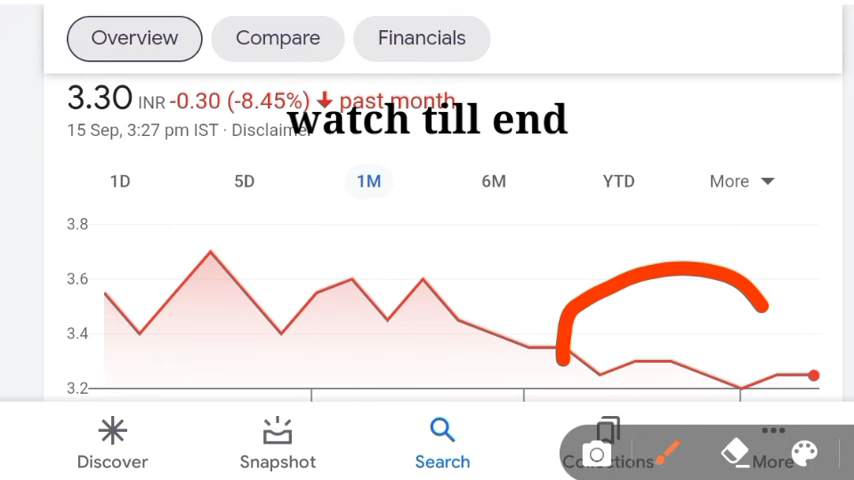 Overview Compare Financials
3.30 INR -0.30 (-8.45%) past month
watch till end
15 Sep, 3:27 pm IST · Disclaimer
1D 5D 1M 6M YTD More
3.8
3.6
3.4
3.2
Discover Snapshot Search Collections More